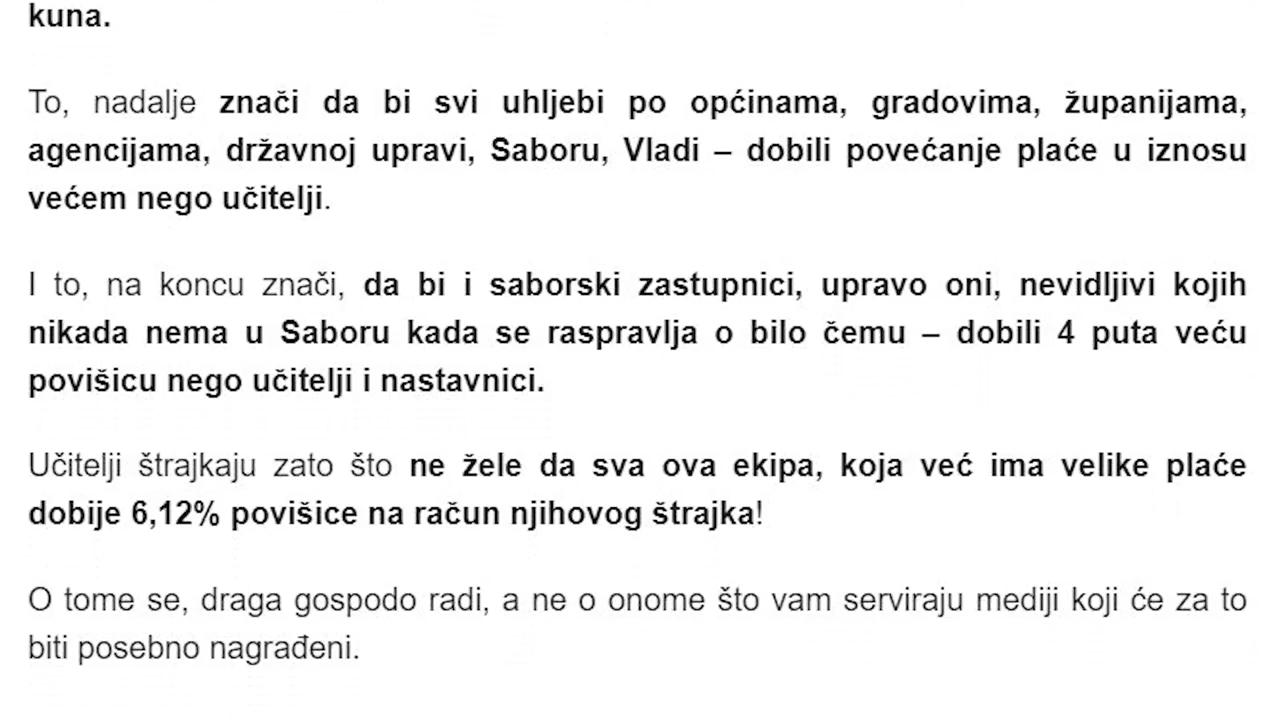 kuna.
To, nadalje znači da bi svi uhljebi po općinama, gradovima, županijama,
agencijama, državnoj upravi, Saboru, Vladi – dobili povećanje plaće u iznosu
većem nego učitelji.
I to, na koncu znači, da bi i saborski zastupnici, upravo oni, nevidljivi kojih
nikada nema u Saboru kada se raspravlja o bilo čemu – dobili 4 puta veću
povišicu nego učitelji i nastavnici.
Učitelji štrajkaju zato što ne žele da sva ova ekipa, koja već ima velike plaće
dobije 6,12% povišice na račun njihovog štrajka!
O tome se, draga gospodo radi, a ne o onome što vam serviraju mediji koji će za to
biti posebno nagrađeni.